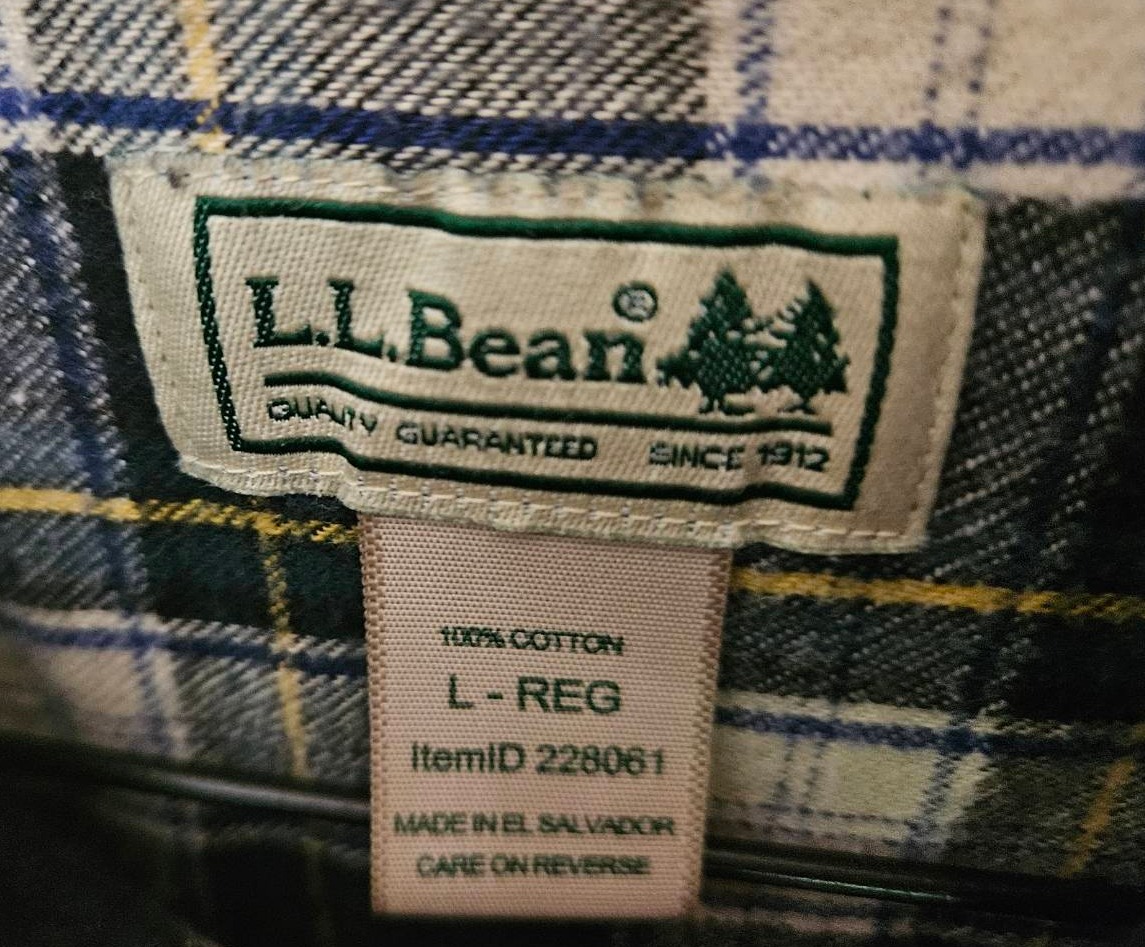 L.L.Bean®
QUALITY GUARANTEED SINCE 1912
100% COTTON
L - REG
ItemID 228061
MADE IN EL SALVADOR
CARE ON REVERSE